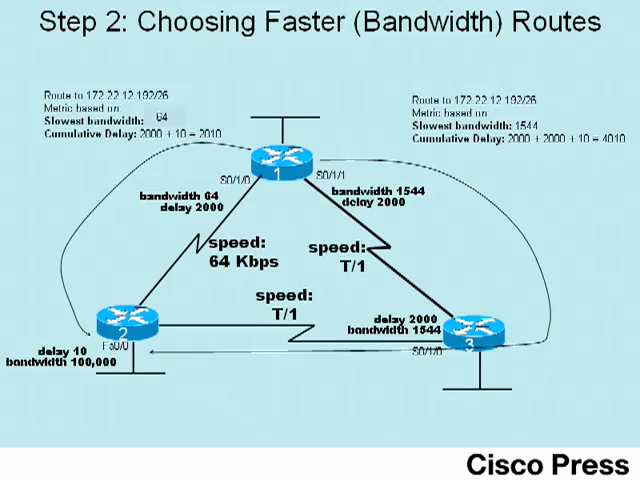 Step 2: Choosing Faster (Bandwidth) Routes
Route to 172.22.12.192/26
Metric based on:
Slowest bandwidth: 64
Cumulative Delay: 2000 + 10 = 2010
Route to 172.22.12.192/26
Metric based on:
Slowest bandwidth: 1544
Cumulative Delay: 2000 + 2000 + 10 = 4010
1
S0/1/0
S0/1/1
bandwidth 64
delay 2000
bandwidth 1544
delay 2000
speed:
64 Kbps
speed:
T/1
speed:
T/1
2
Fa0/0
delay 10
bandwidth 100,000
delay 2000
bandwidth 1544
3
S0/1/0
Cisco Press